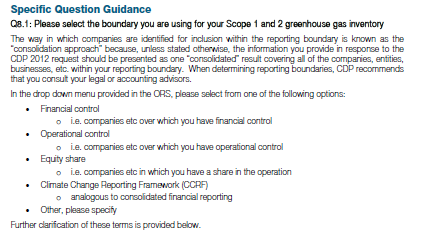 Specific Question Guidance
Q8.1: Please select the boundary you are using for your Scope 1 and 2 greenhouse gas inventory
The way in which companies are identified for inclusion within the reporting boundary is known as the
"consolidation approach" because, unless stated otherwise, the information you provide in response to the
CDP 2012 request should be presented as one "consolidated" result covering all of the companies, entities,
businesses, etc. within your reporting boundary. When determining reporting boundaries, CDP recommends
that you consult your legal or accounting advisors.
In the drop down menu provided in the ORS, please select from one of the following options:
• Financial control
o i.e. companies etc over which you have financial control
• Operational control
o i.e. companies etc over which you have operational control
• Equity share
o i.e. companies etc in which you have a share in the operation
• Climate Change Reporting Framework (CCRF)
o analogous to consolidated financial reporting
• Other, please specify
Further clarification of these terms is provided below.